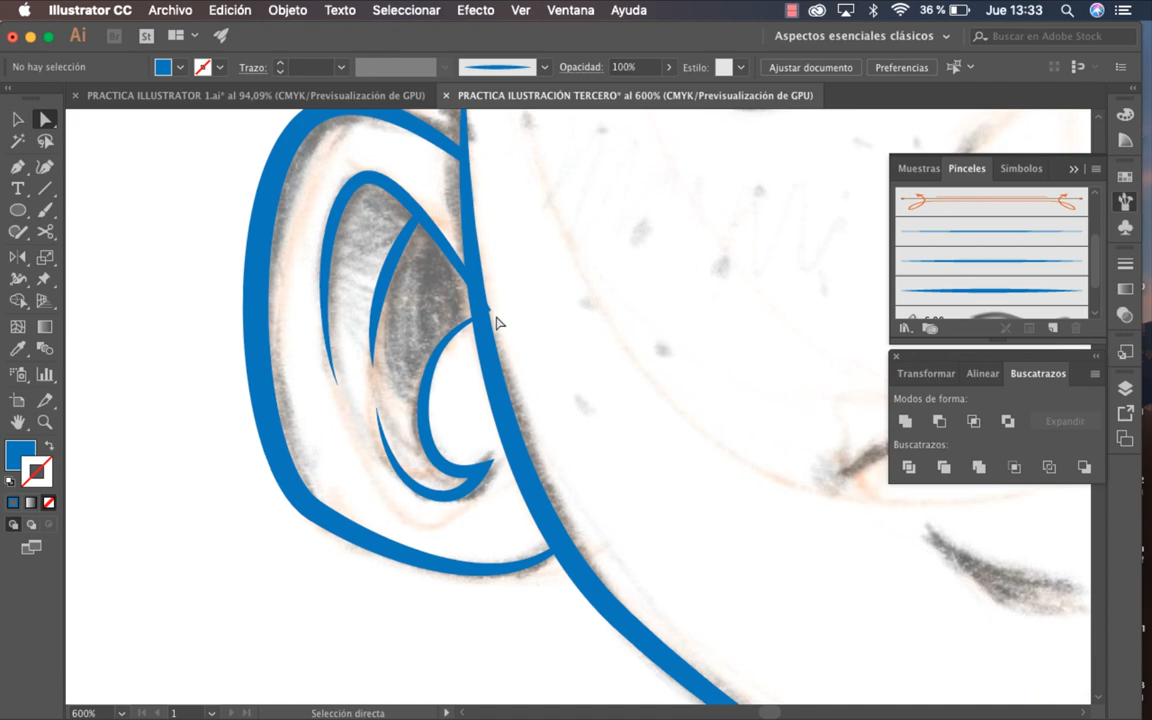 Illustrator CC Archivo Edición Objeto Texto Seleccionar Efecto Ver Ventana Ayuda 36 % Jue 13:33
Ai Br St Aspectos esenciales clásicos Buscar en Adobe Stock
No hay selección Trazo: Opacidad: 100% Estilo: Ajustar documento Preferencias
× PRACTICA ILLUSTRATOR 1.ai* al 94,09% (CMYK/Previsualización de GPU) × PRACTICA ILUSTRACIÓN TERCERO* al 600% (CMYK/Previsualización de GPU)
Muestras Pinceles Símbolos
Transformar Alinear Buscatrazos
Modos de forma:
Expandir
Buscatrazos:
600% 1 Selección directa